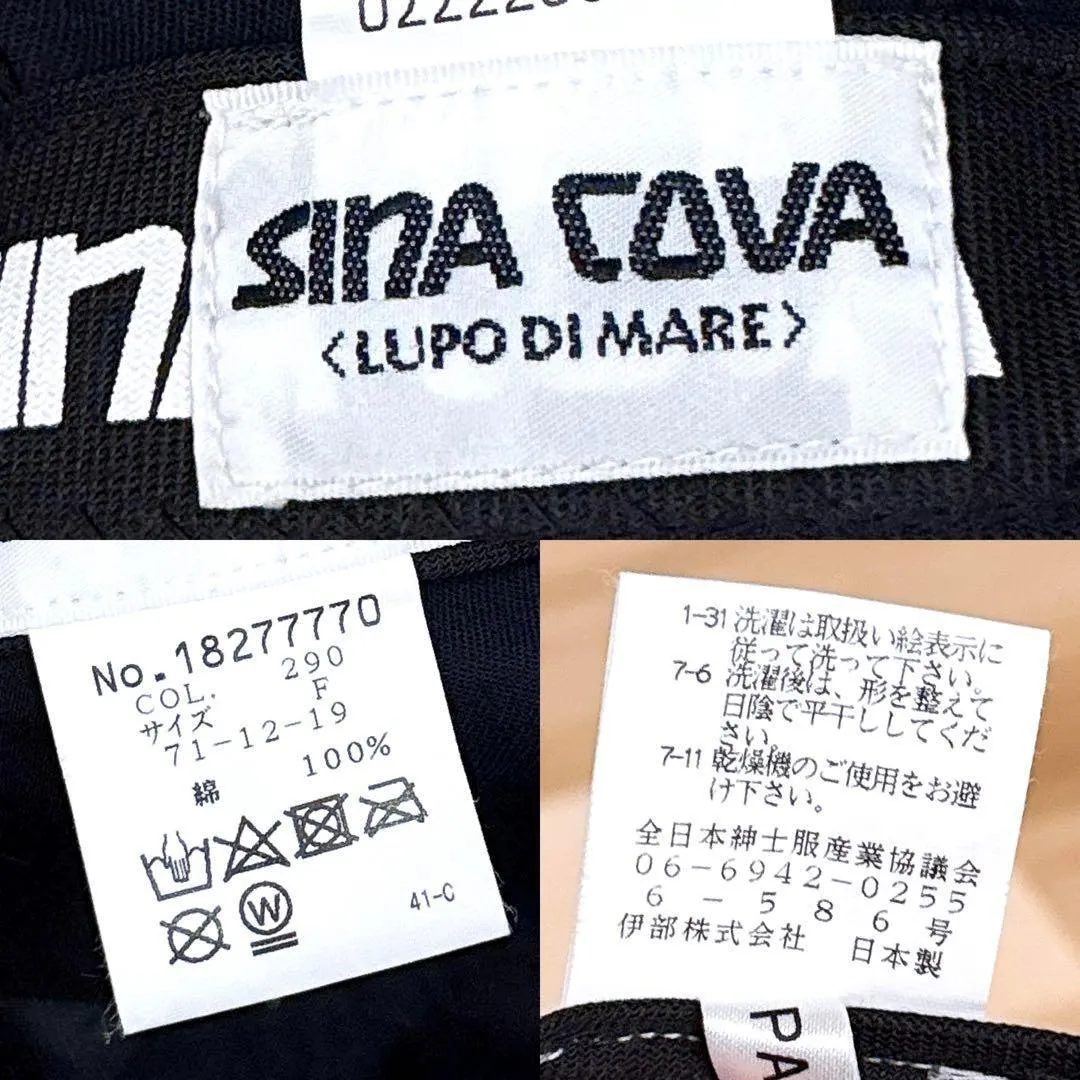 SINA COVA
<LUPO DI MARE>
No.18277770
COL. 290
サイズ F
71-12-19
綿 100%
W
41-C
1-31 洗濯は取扱い絵表示に
従って洗って下さい。
7-6 洗濯後は、形を整えて
日陰で平干ししてくだ
さい。
7-11 乾燥機のご使用をお避
け下さい。
全日本紳士服産業協議会
06-6942-0255
6-586号
伊部株式会社 日本製
PA